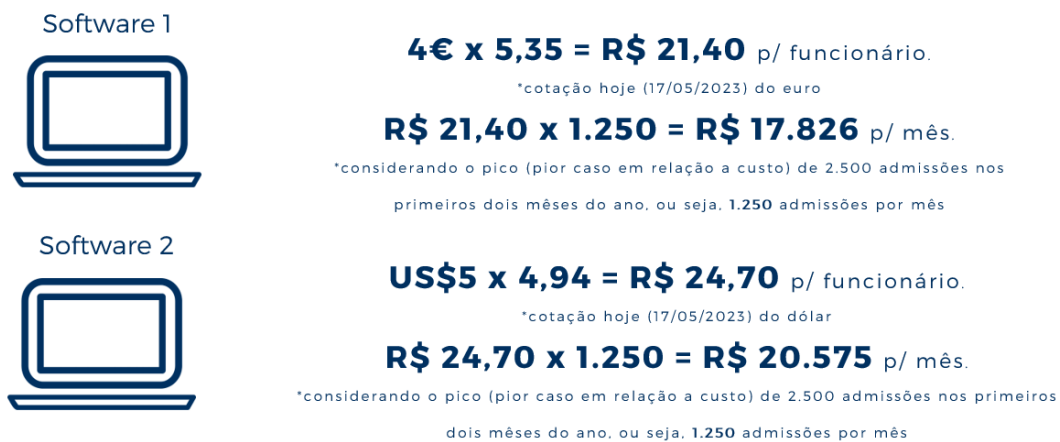 Software 1
4€ x 5,35 = R$ 21,40 p/ funcionário.
*cotação hoje (17/05/2023) do euro
R$ 21,40 x 1.250 = R$ 17.826 p/ mês.
*considerando o pico (pior caso em relação a custo) de 2.500 admissões nos
primeiros dois mêses do ano, ou seja, 1.250 admissões por mês
Software 2
US$5 x 4,94 = R$ 24,70 p/ funcionário.
*cotação hoje (17/05/2023) do dólar
R$ 24,70 x 1.250 = R$ 20.575 p/ mês.
*considerando o pico (pior caso em relação a custo) de 2.500 admissões nos primeiros
dois mêses do ano, ou seja, 1.250 admissões por mês